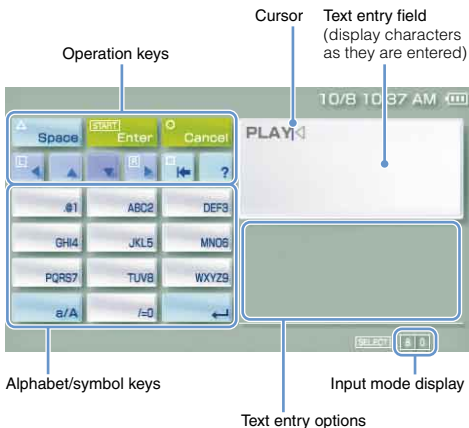 Cursor
Text entry field
(display characters
as they are entered)
Operation keys
10/8 10:37 AM
Space
START
Enter
Cancel
L
R
?
PLAY
.@1
ABC2
DEF3
GHI4
JKL5
MNO6
PQRS7
TUV8
WXYZ9
a/A
/=0
SELECT
Alphabet/symbol keys
Input mode display
Text entry options